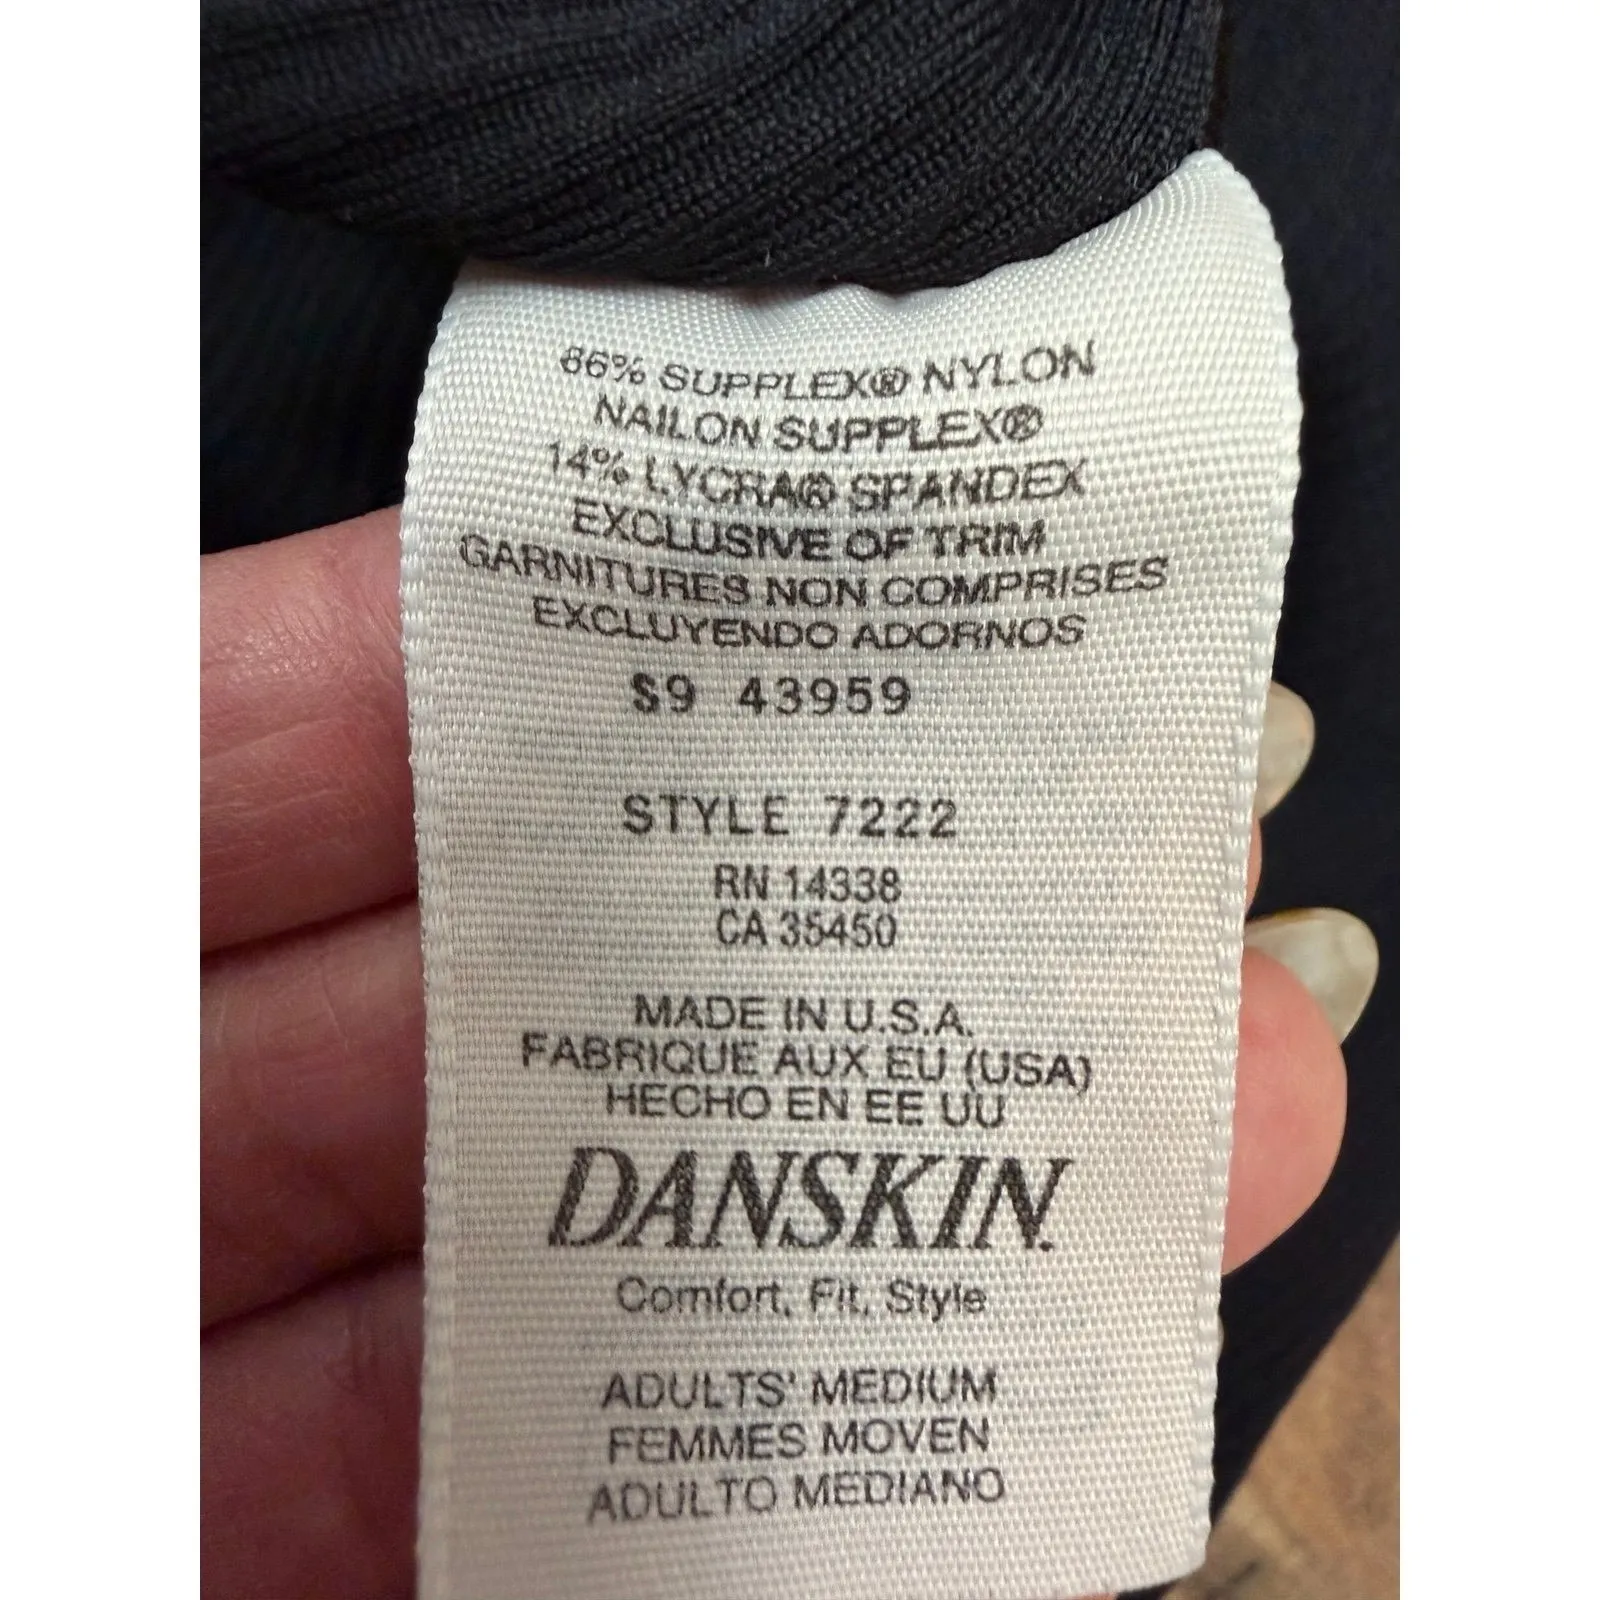 86% SUPPLEX® NYLON
NAILON SUPPLEX®
14% LYCRA® SPANDEX
EXCLUSIVE OF TRIM
GARNITURES NON COMPRISES
EXCLUYENDO ADORNOS
S9 43959
STYLE 7222
RN 14338
CA 35450
MADE IN U.S.A.
FABRIQUE AUX EU (USA)
HECHO EN EE UU
DANSKIN.
Comfort, Fit, Style
ADULTS' MEDIUM
FEMMES MOYEN
ADULTO MEDIANO